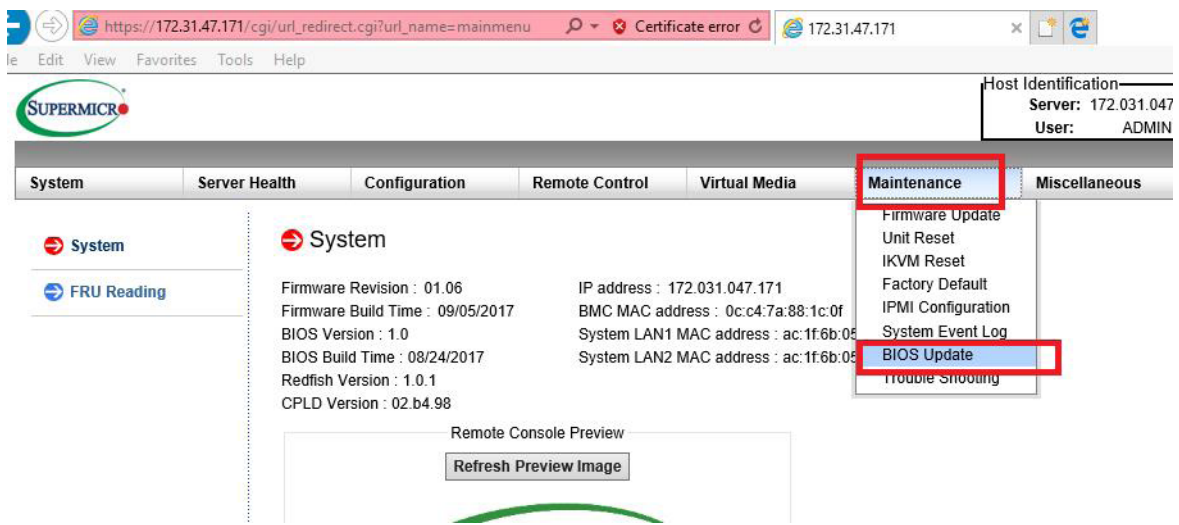 https://172.31.47.171/cgi/url_redirect.cgi?url_name=mainmenu Certificate error 172.31.47.171
Edit View Favorites Tools Help
SUPERMICR
Host Identification
Server: 172.031.047
User: ADMIN
System Server Health Configuration Remote Control Virtual Media Maintenance Miscellaneous
Firmware Update
Unit Reset
IKVM Reset
Factory Default
IPMI Configuration
System Event Log
BIOS Update
Trouble Shooting
System
FRU Reading
System
Firmware Revision : 01.06
Firmware Build Time : 09/05/2017
BIOS Version : 1.0
BIOS Build Time : 08/24/2017
Redfish Version : 1.0.1
CPLD Version : 02.b4.98
IP address : 172.031.047.171
BMC MAC address : 0c:c4:7a:88:1c:0f
System LAN1 MAC address : ac:1f:6b:05
System LAN2 MAC address : ac:1f:6b:05
Remote Console Preview
Refresh Preview Image